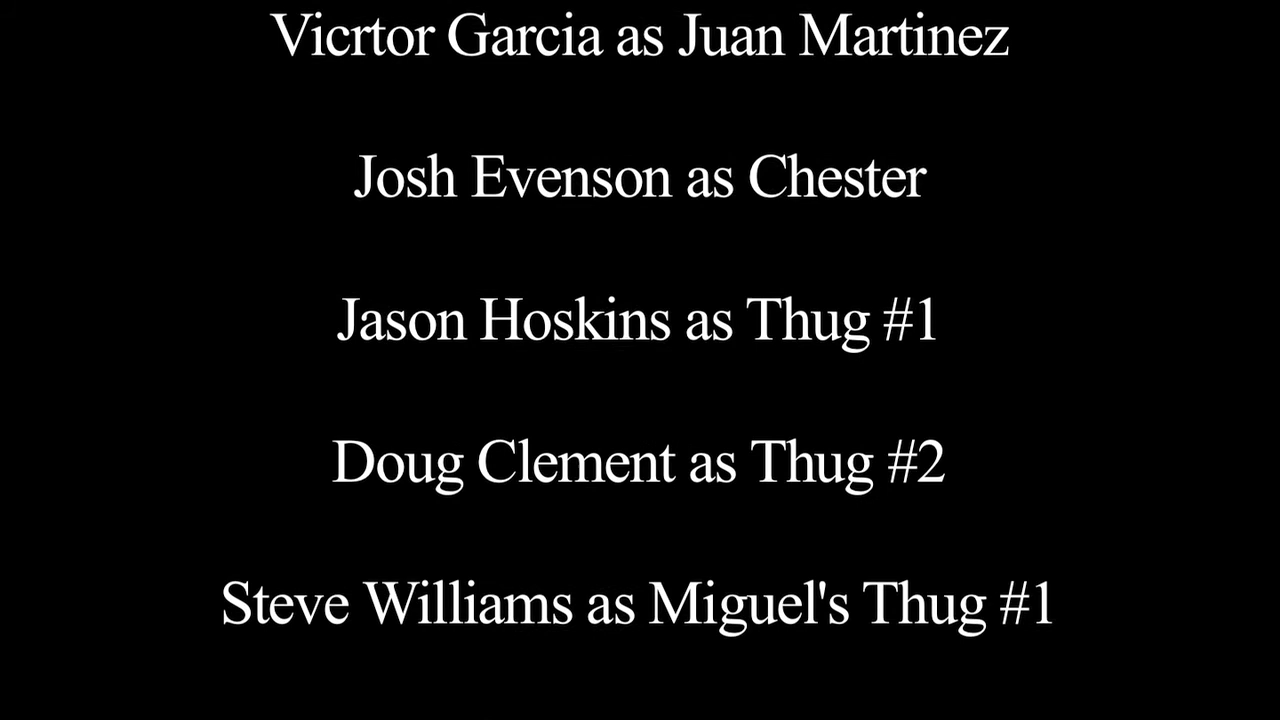 Vicrtor Garcia as Juan Martinez
Josh Evenson as Chester
Jason Hoskins as Thug #1
Doug Clement as Thug #2
Steve Williams as Miguel's Thug #1